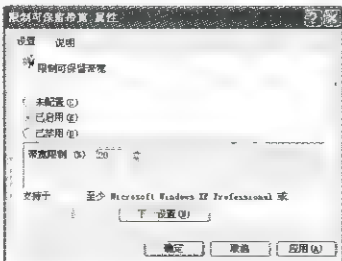 限制可保留带宽 属性
设置 说明
限制可保留带宽
未配置(C)
已启用(E)
已禁用(D)
带宽限制 (%) 20
支持于 至少 Microsoft Windows XP Professional 或
下一设置(N)
确定 取消 应用(A)